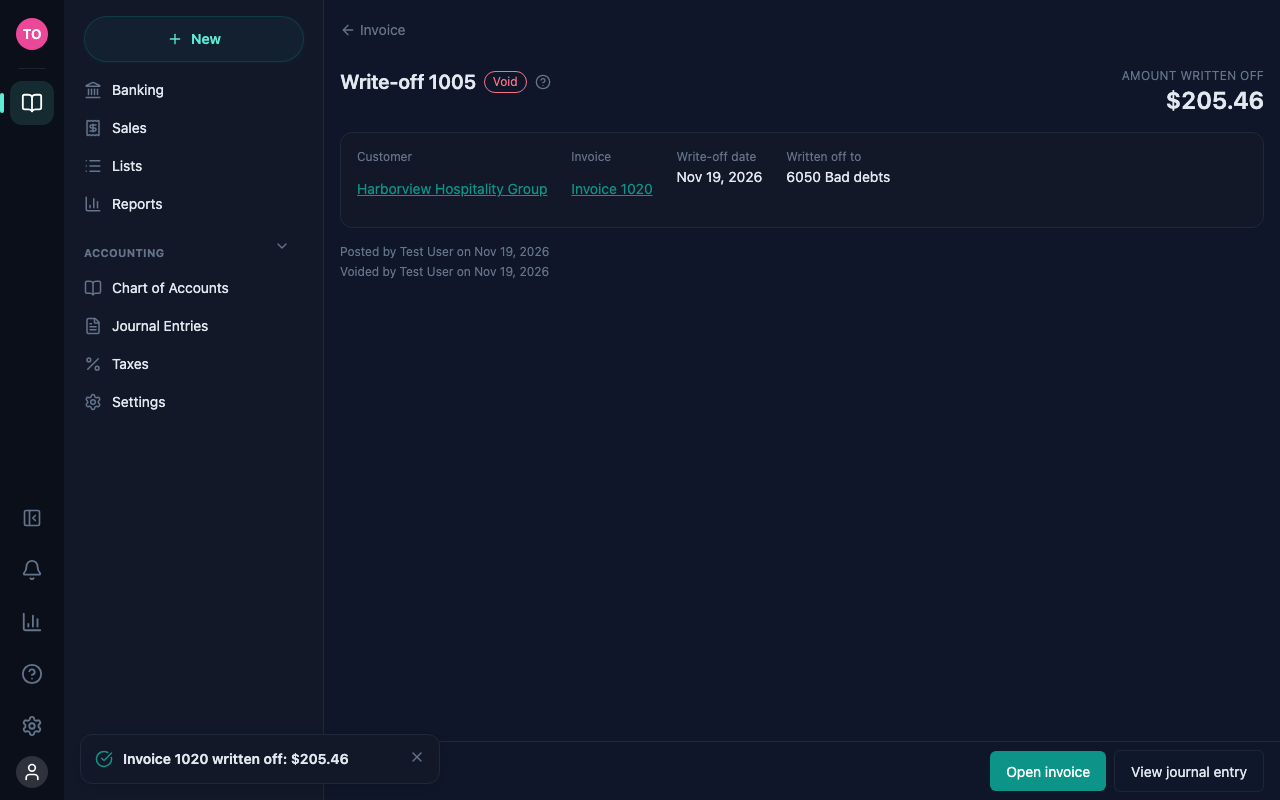 TO
New
Banking
Sales
Lists
Reports
ACCOUNTING
Chart of Accounts
Journal Entries
Taxes
Settings
Invoice
Write-off 1005 Void
AMOUNT WRITTEN OFF
$205.46
Customer Invoice Write-off date Written off to
Harborview Hospitality Group Invoice 1020 Nov 19, 2026 6050 Bad debts
Posted by Test User on Nov 19, 2026
Voided by Test User on Nov 19, 2026
Invoice 1020 written off: $205.46
Open invoice View journal entry